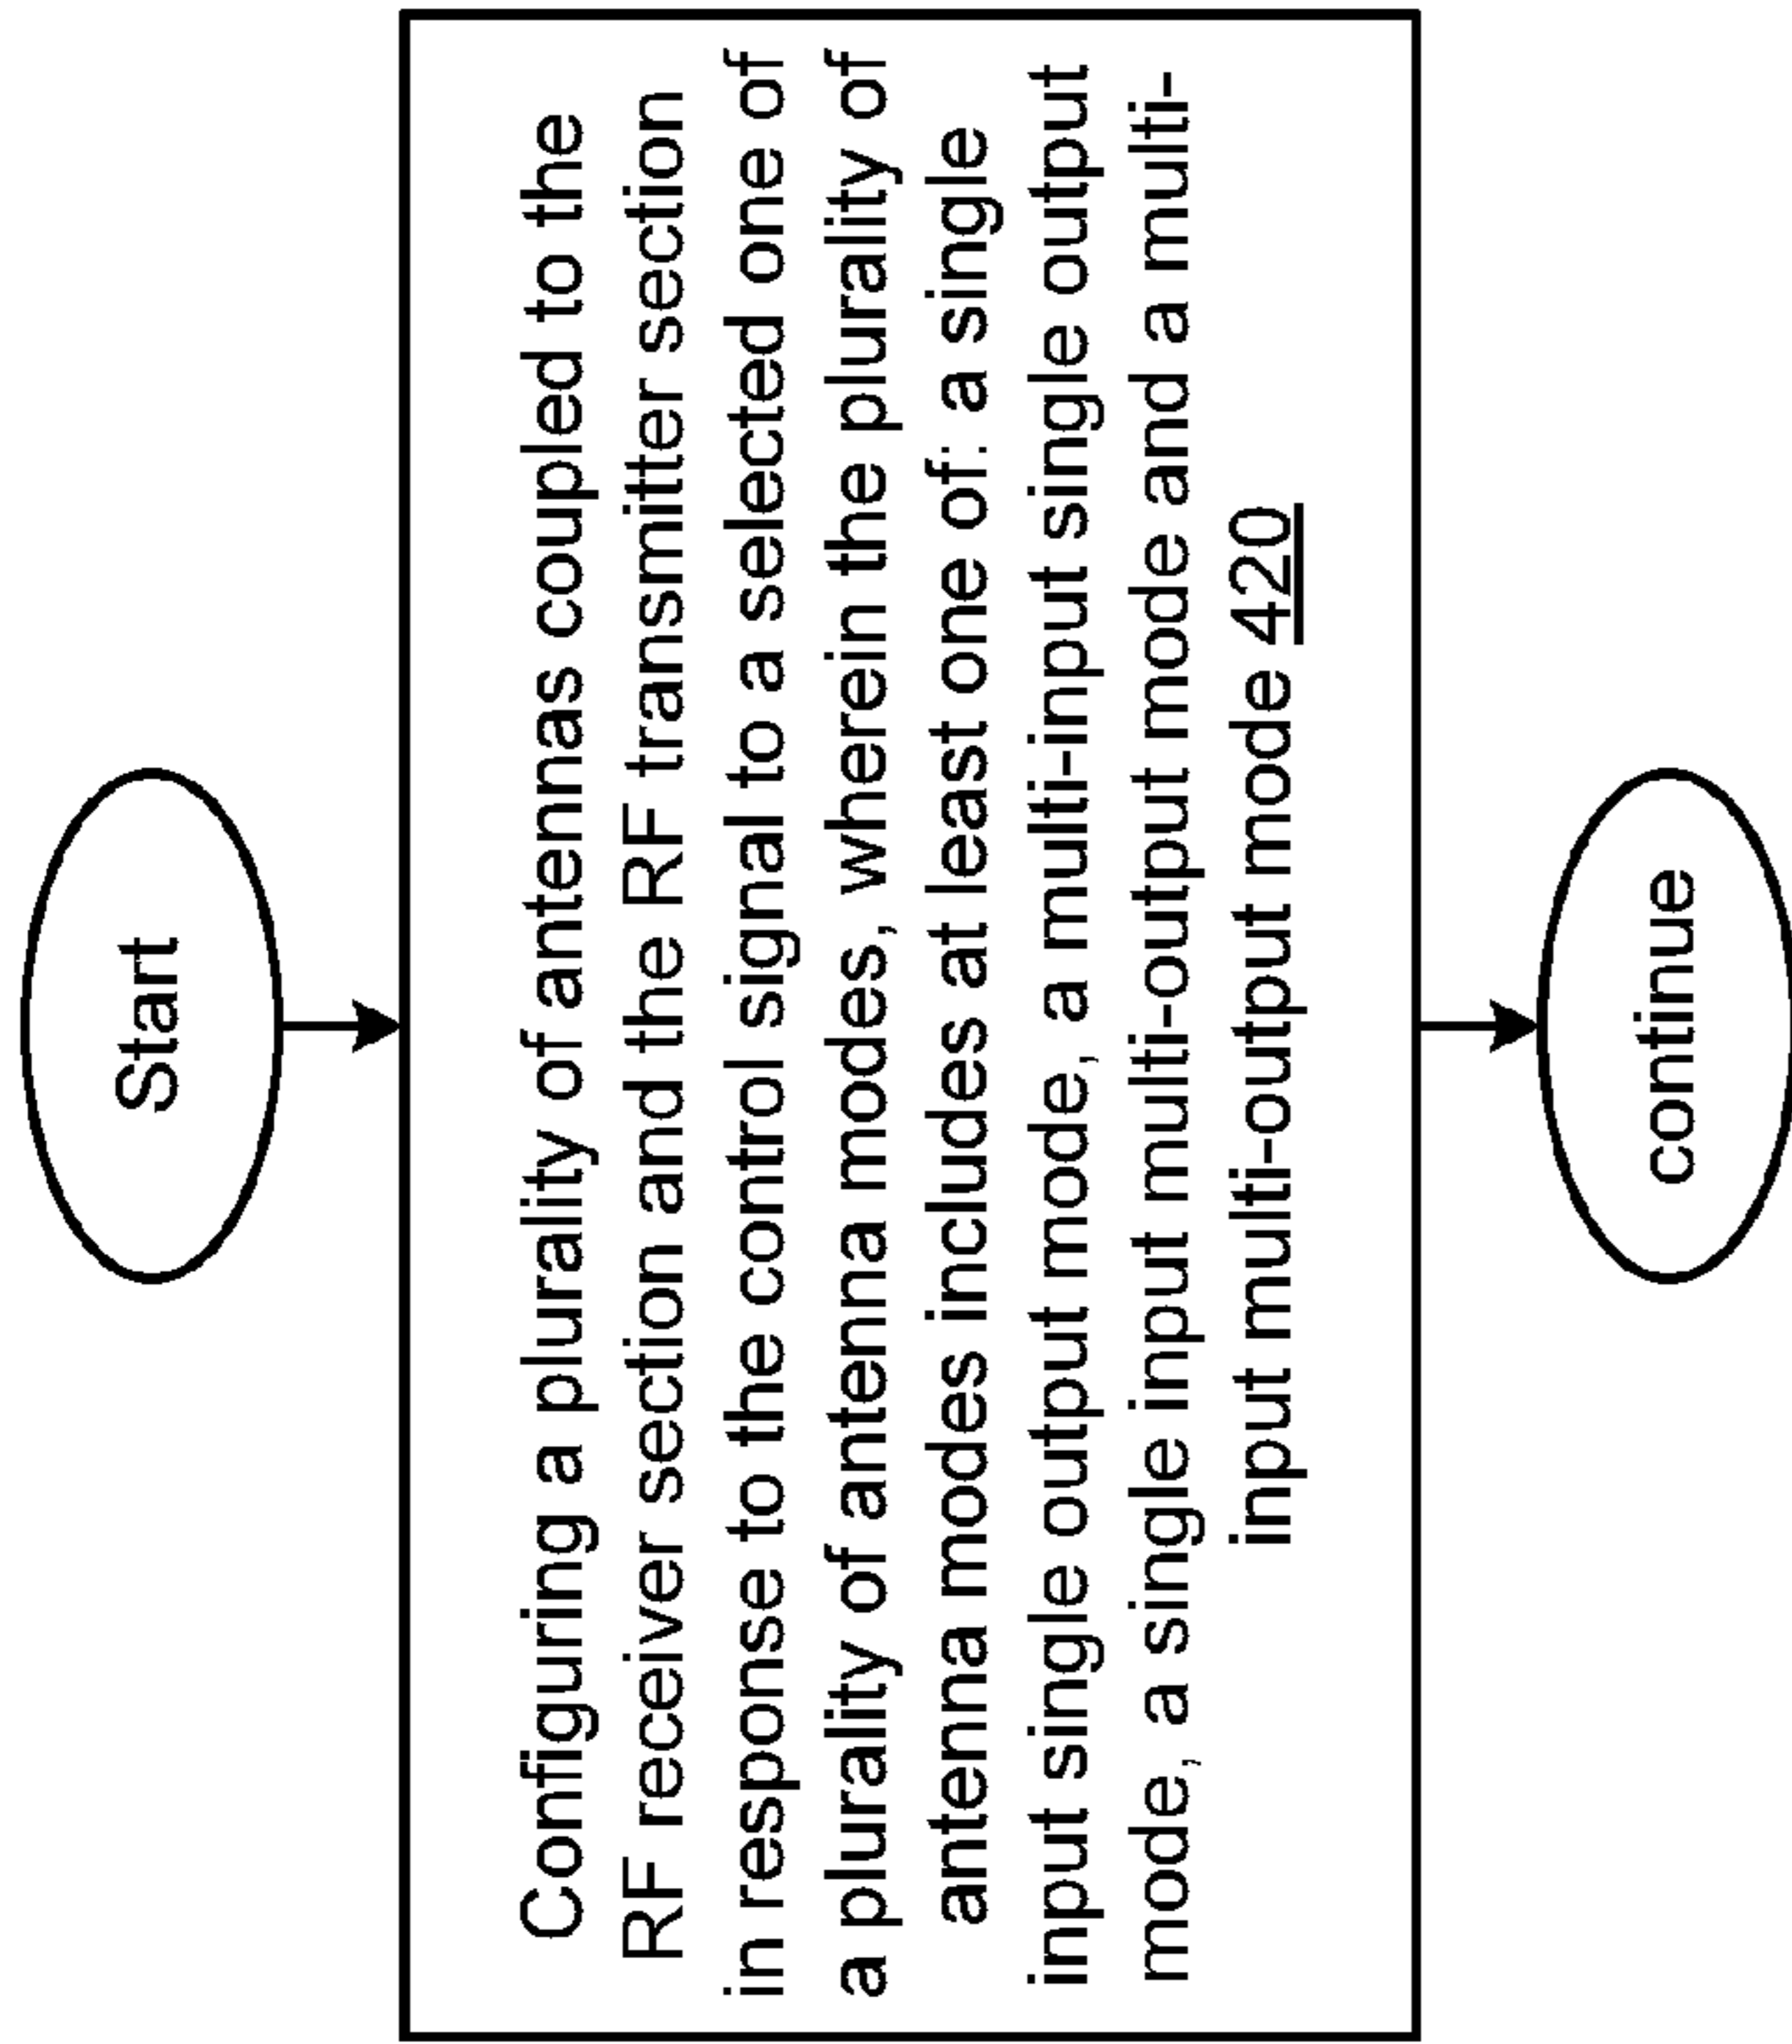 Start
Configuring a plurality of antennas coupled to the
RF receiver section and the RF transmitter section
in response to the control signal to a selected one of
a plurality of antenna modes, wherein the plurality of
antenna modes includes at least one of: a single
input single output mode, a multi-input single output
mode, a single input multi-output mode and a multi-
input multi-output mode 420
continue